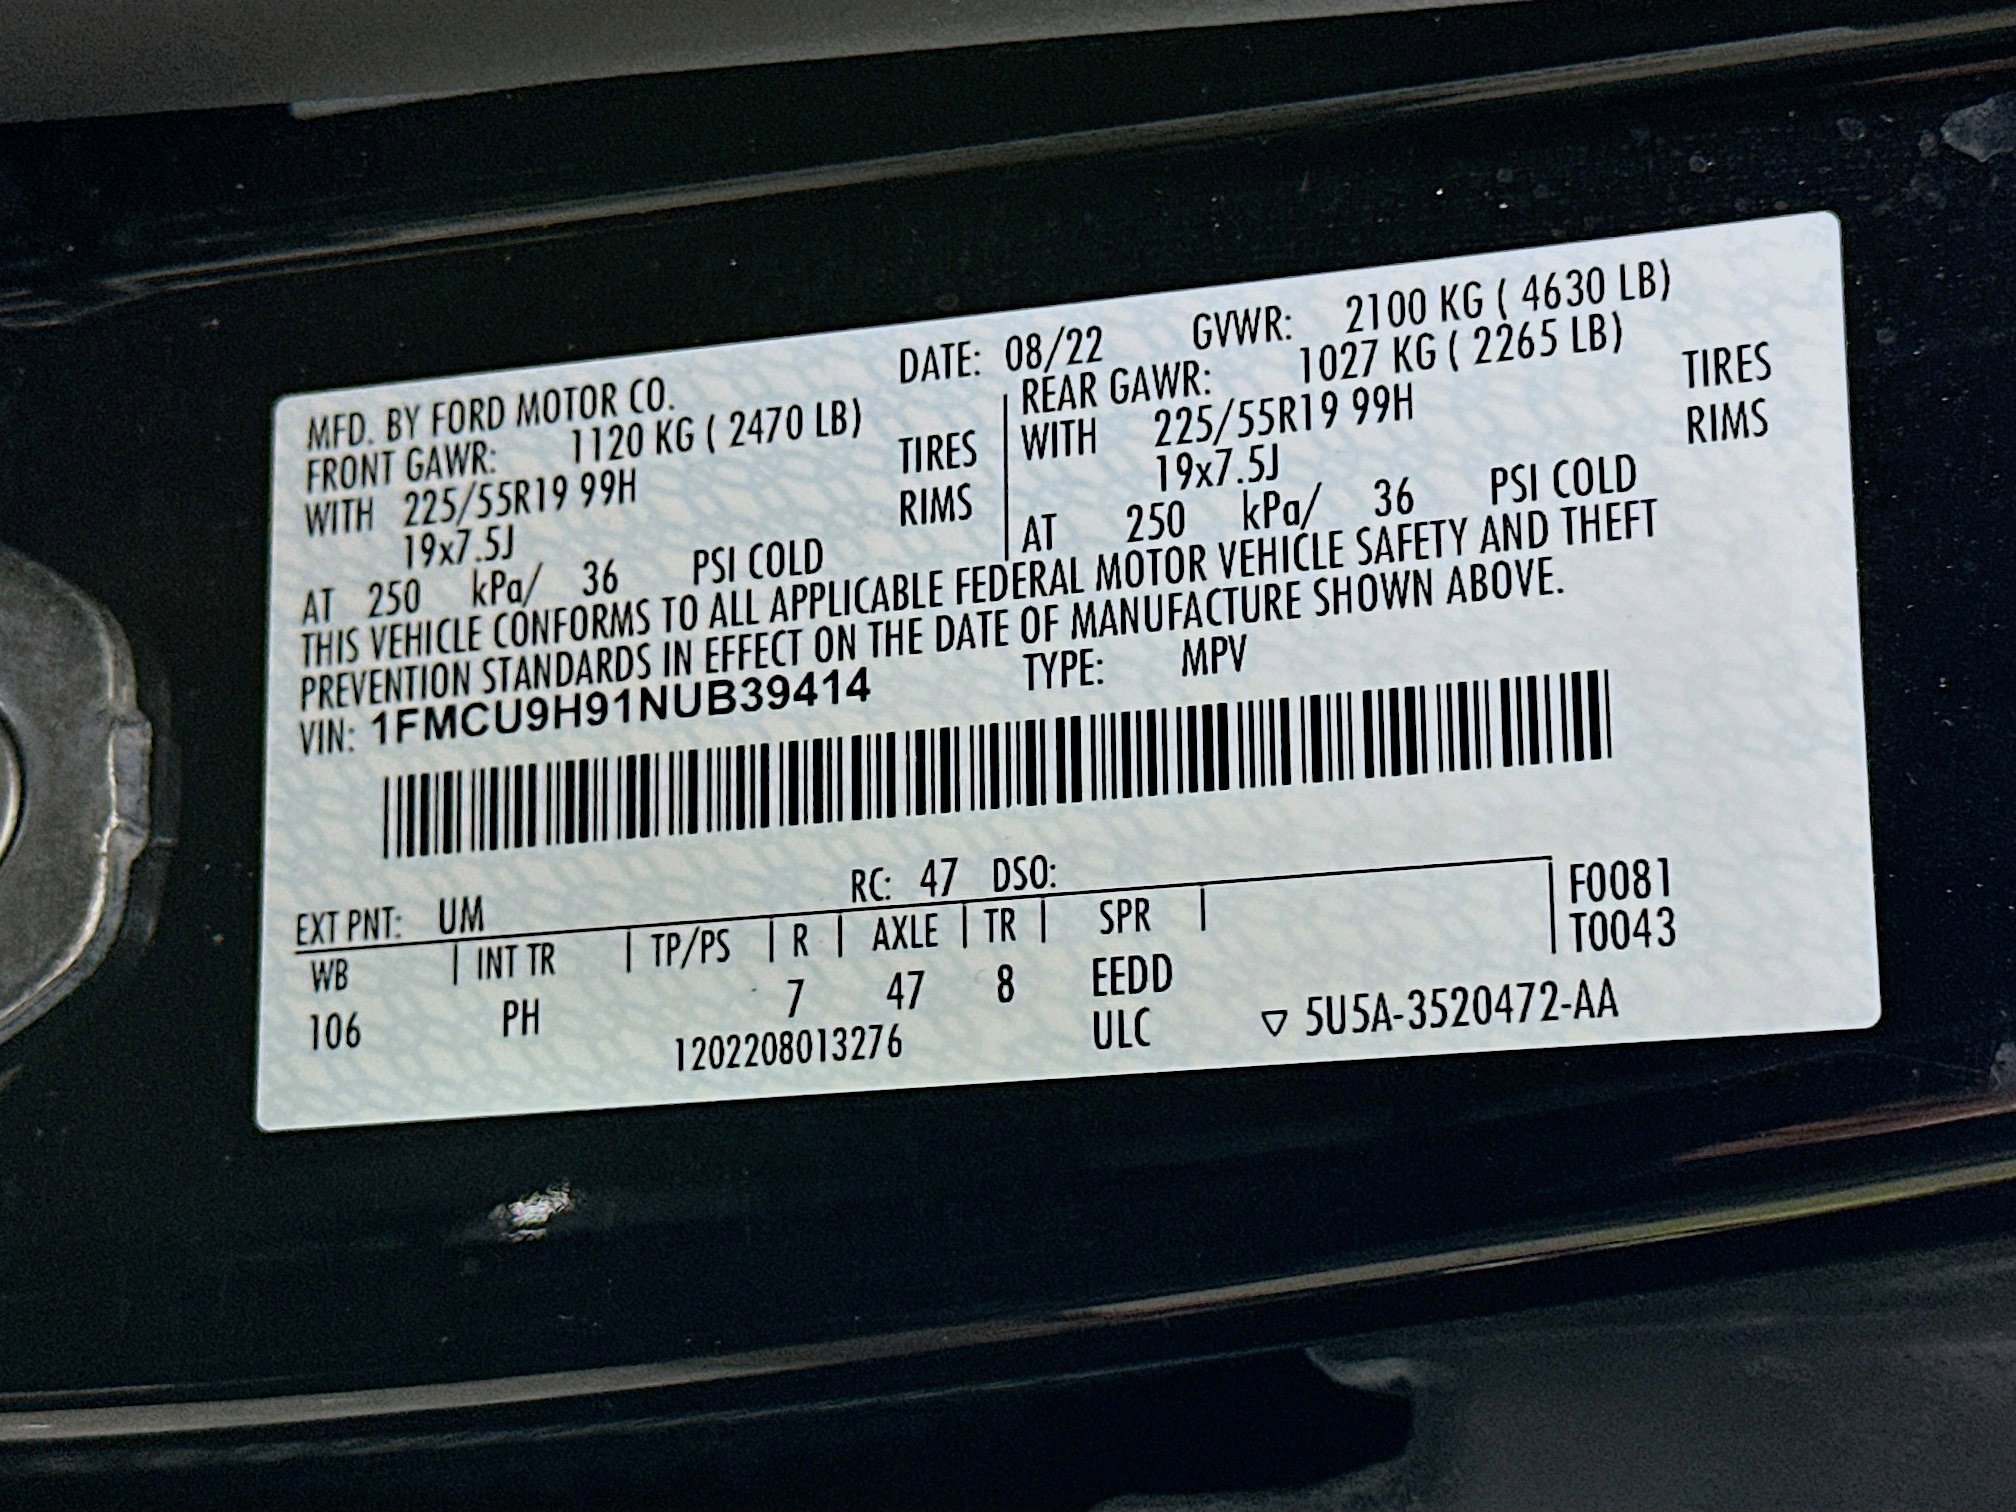 MFD. BY FORD MOTOR CO. DATE: 08/22 GVWR: 2100 KG ( 4630 LB)
FRONT GAWR: 1120 KG ( 2470 LB) REAR GAWR: 1027 KG ( 2265 LB)
WITH 225/55R19 99H TIRES WITH 225/55R19 99H TIRES
19x7.5J RIMS 19x7.5J RIMS
AT 250 kPa/ 36 PSI COLD AT 250 kPa/ 36 PSI COLD
THIS VEHICLE CONFORMS TO ALL APPLICABLE FEDERAL MOTOR VEHICLE SAFETY AND THEFT
PREVENTION STANDARDS IN EFFECT ON THE DATE OF MANUFACTURE SHOWN ABOVE.
VIN: 1FMCU9H91NUB39414 TYPE: MPV
EXT PNT: UM RC: 47 DSO: F0081
WB | INT TR | TP/PS | R | AXLE | TR | SPR | T0043
106 PH 7 47 8 EEDD
1202208013276 ULC ▽ 5U5A-3520472-AA